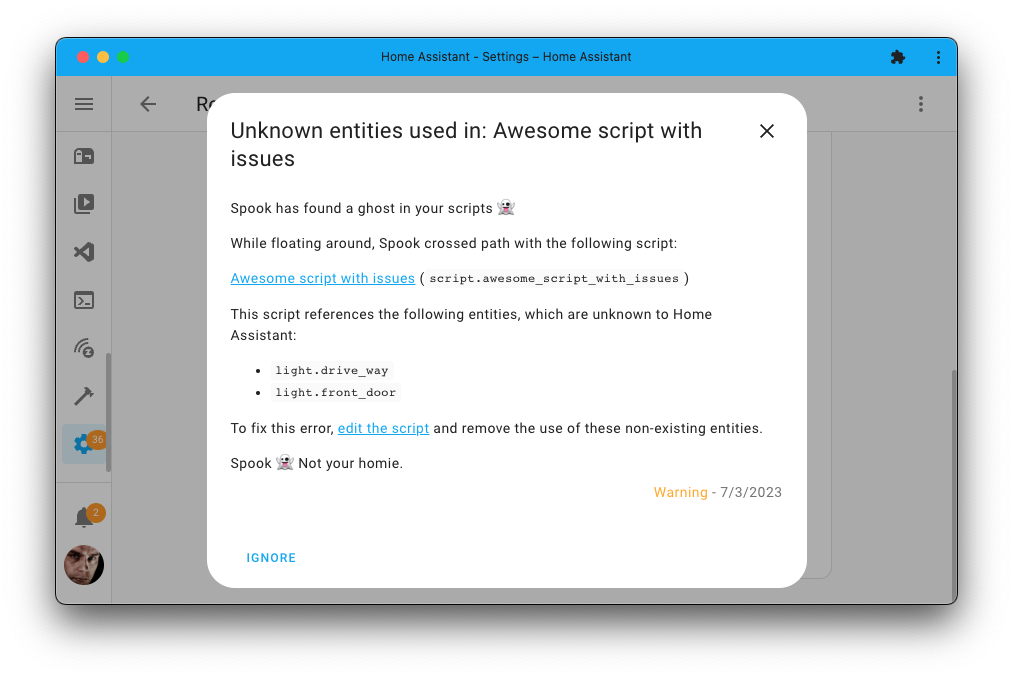 Home Assistant - Settings – Home Assistant
Unknown entities used in: Awesome script with
issues
Spook has found a ghost in your scripts 👻
While floating around, Spook crossed path with the following script:
Awesome script with issues ( script.awesome_script_with_issues )
This script references the following entities, which are unknown to Home
Assistant:
• light.drive_way
• light.front_door
To fix this error, edit the script and remove the use of these non-existing entities.
Spook 👻 Not your homie.
Warning - 7/3/2023
IGNORE
36
2